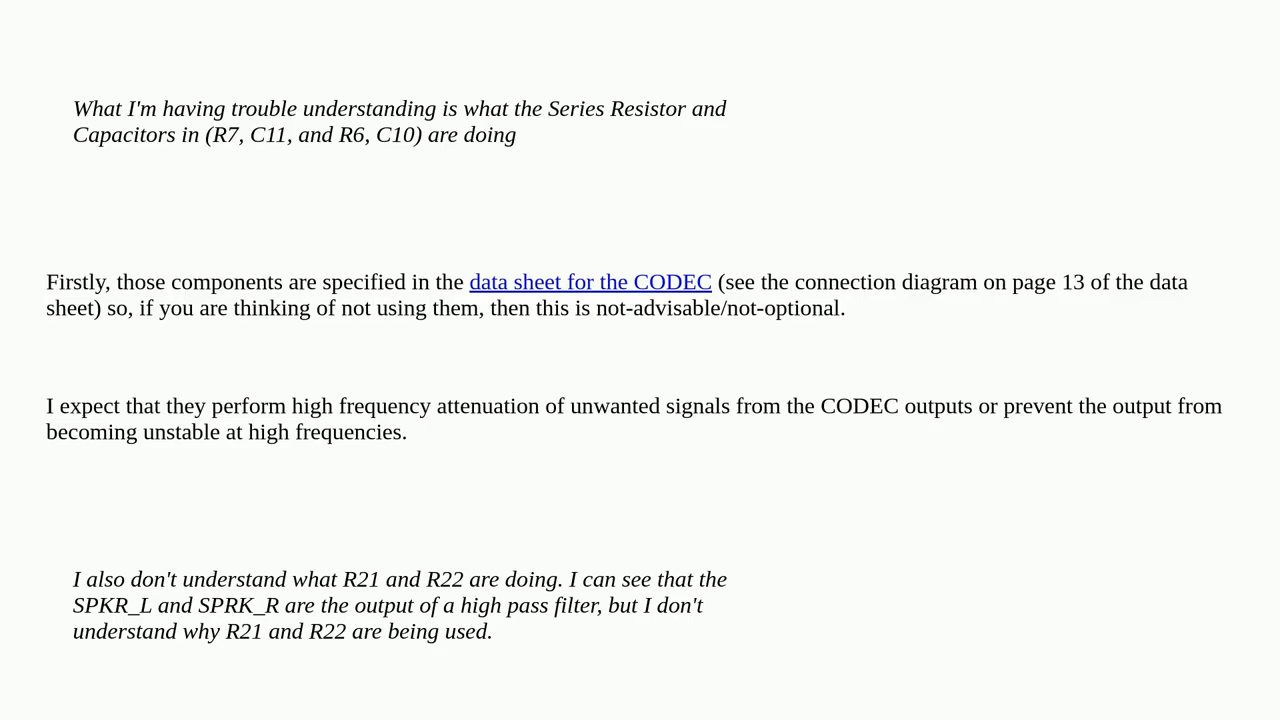 What I'm having trouble understanding is what the Series Resistor and
Capacitors in (R7, C11, and R6, C10) are doing
Firstly, those components are specified in the data sheet for the CODEC (see the connection diagram on page 13 of the data
sheet) so, if you are thinking of not using them, then this is not-advisable/not-optional.
I expect that they perform high frequency attenuation of unwanted signals from the CODEC outputs or prevent the output from
becoming unstable at high frequencies.
I also don't understand what R21 and R22 are doing. I can see that the
SPKR_L and SPRK_R are the output of a high pass filter, but I don't
understand why R21 and R22 are being used.